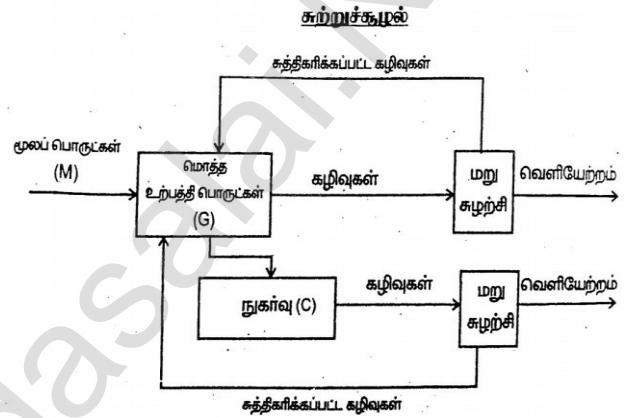 சுற்றுச்சூழல்
சுத்திகரிக்கப்பட்ட கழிவுகள்
மூலப் பொருட்கள்
(M)
மொத்த
உற்பத்தி பொருட்கள்
(G)
கழிவுகள்
மறு
சுழற்சி
வெளியேற்றம்
நுகர்வு (C)
கழிவுகள்
மறு
சுழற்சி
வெளியேற்றம்
சுத்திகரிக்கப்பட்ட கழிவுகள்